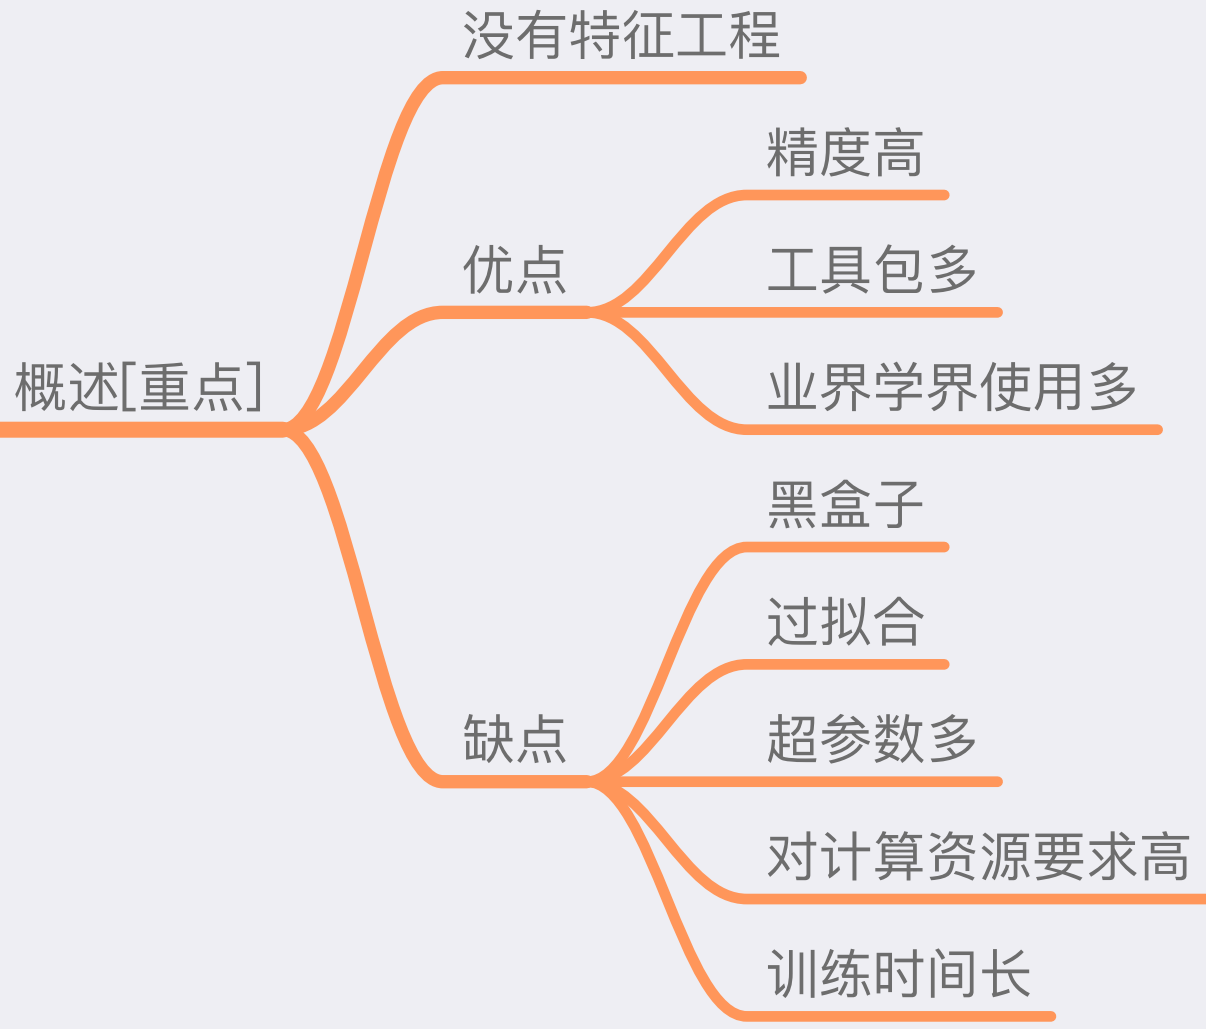 没有特征工程
精度高
优点
工具包多
概述[重点]
业界学界使用多
黑盒子
过拟合
缺点
超参数多
对计算资源要求高
训练时间长